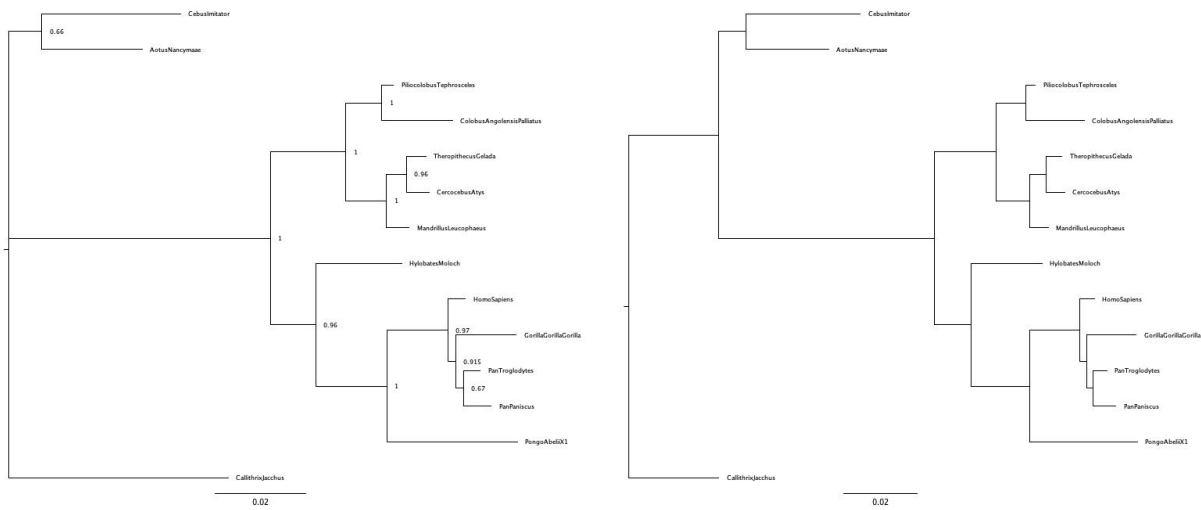 CebusImitator
0.66
AotusNancymaae
PiliocolobusTephrosceles
1
ColobusAngolensisPalliatus
1
TheropithecusGelada
0.96
CercocebusAtys
1
MandrillusLeucophaeus
1
HylobatesMoloch
HomoSapiens
0.96
0.97
GorillaGorillaGorilla
0.915
PanTroglodytes
1
0.67
PanPaniscus
PongoAbeliiX1
CallithrixJacchus
0.02
CebusImitator
AotusNancymaae
PiliocolobusTephrosceles
ColobusAngolensisPalliatus
TheropithecusGelada
CercocebusAtys
MandrillusLeucophaeus
HylobatesMoloch
HomoSapiens
GorillaGorillaGorilla
PanTroglodytes
PanPaniscus
PongoAbeliiX1
CallithrixJacchus
0.02